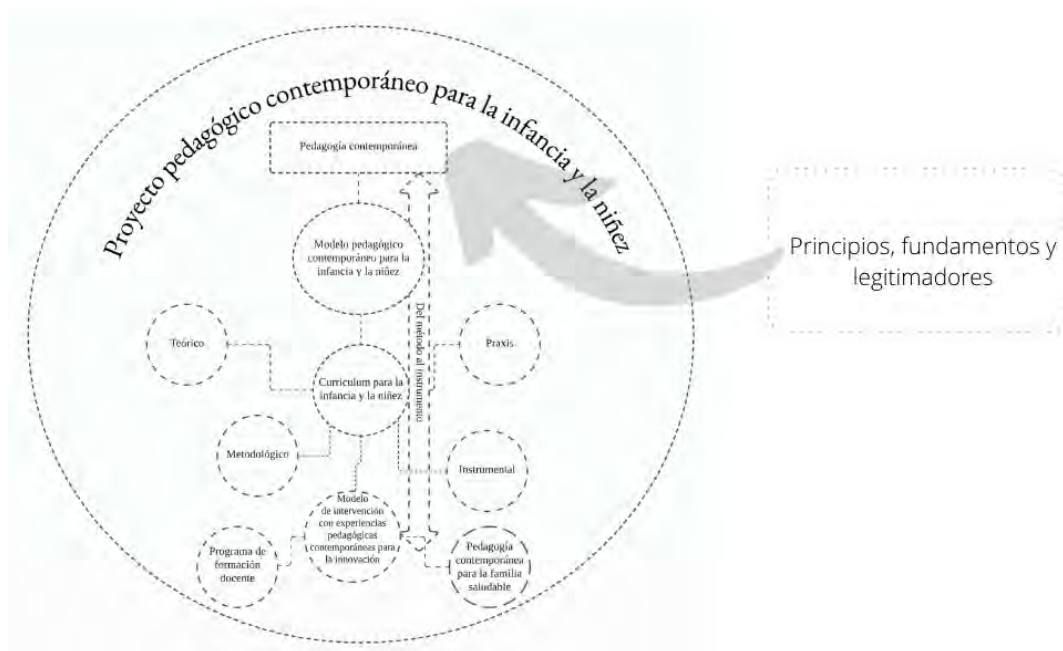 Proyecto pedagógico contemporáneo para la infancia y la niñez
Pedagogía contemporánea
Modelo pedagógico
contemporáneo para la
infancia y la niñez
Principios, fundamentos y
legitimadores
Del método al instrumento
Teórico
Praxis
Curriculum para la
infancia y la niñez
Metodológico
Instrumental
Modelo
de intervención
con experiencias
pedagógicas
contemporáneas para
la innovación
Programa de
formación
docente
Pedagogía
contemporánea
para la familia
saludable